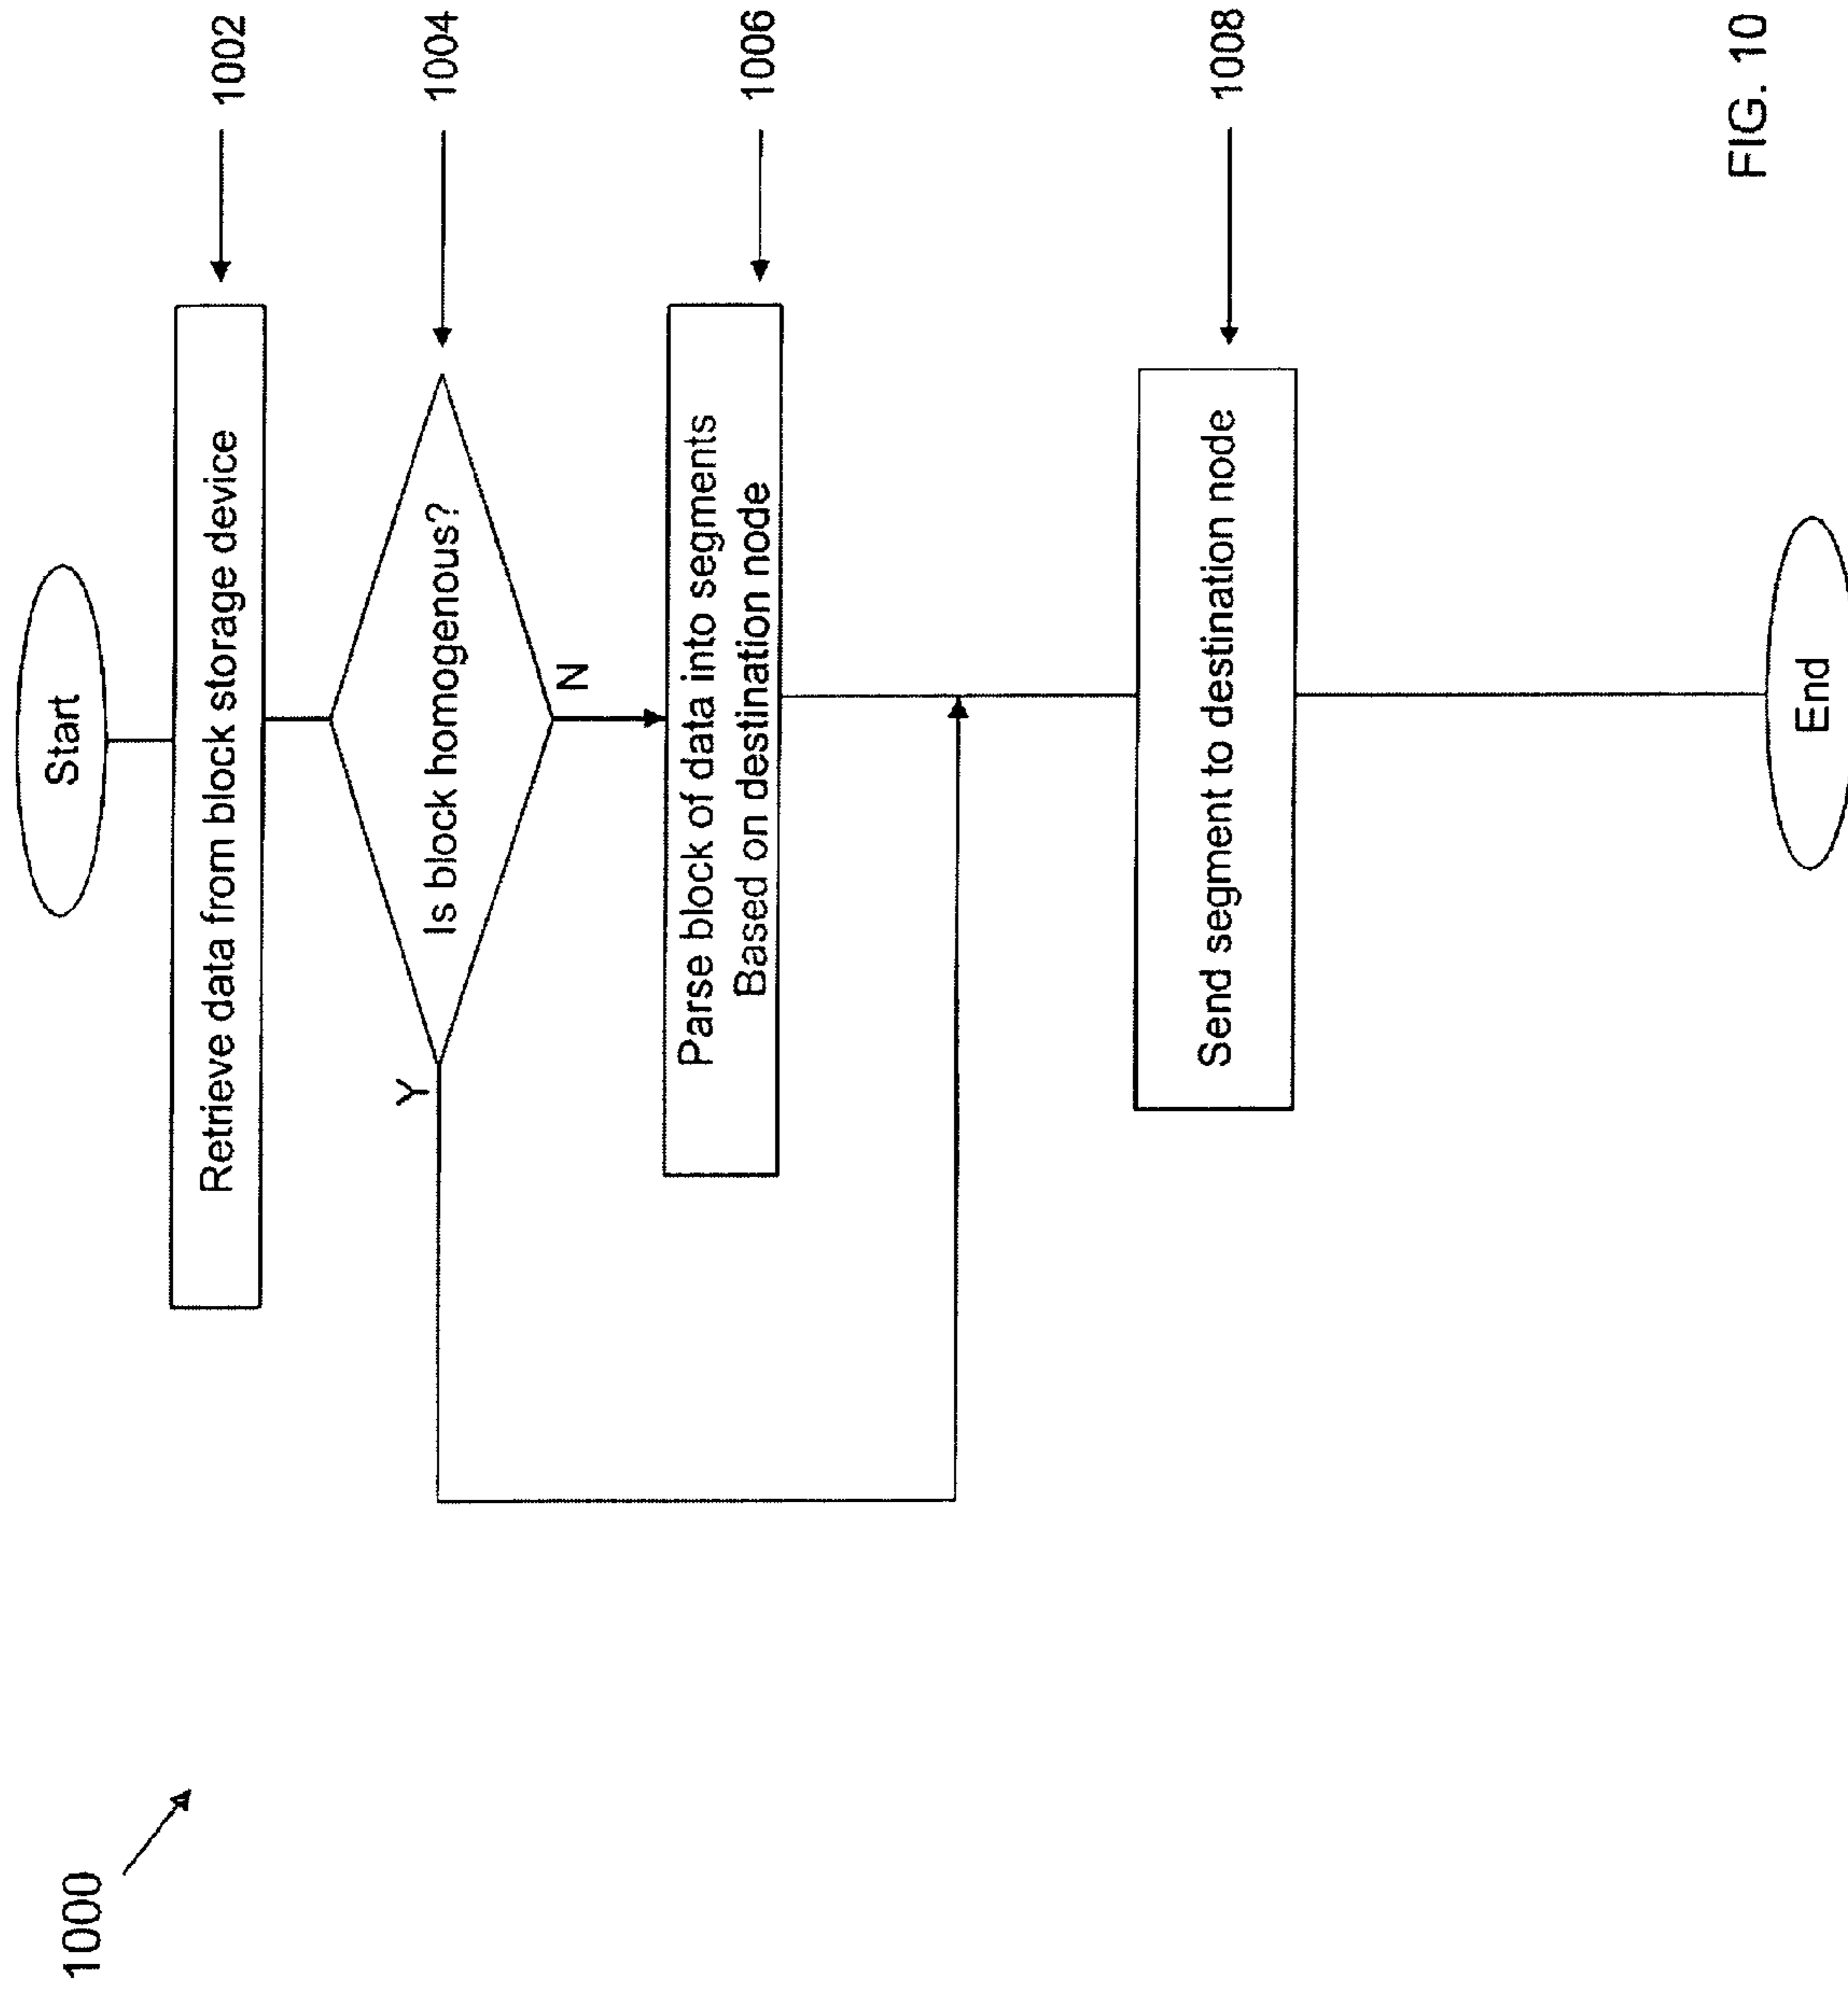 1000
Start
Retrieve data from block storage device
1002
Is block homogenous?
1004
Y
N
Parse block of data into segments
Based on destination node
1006
Send segment to destination node
1008
End
FIG. 10